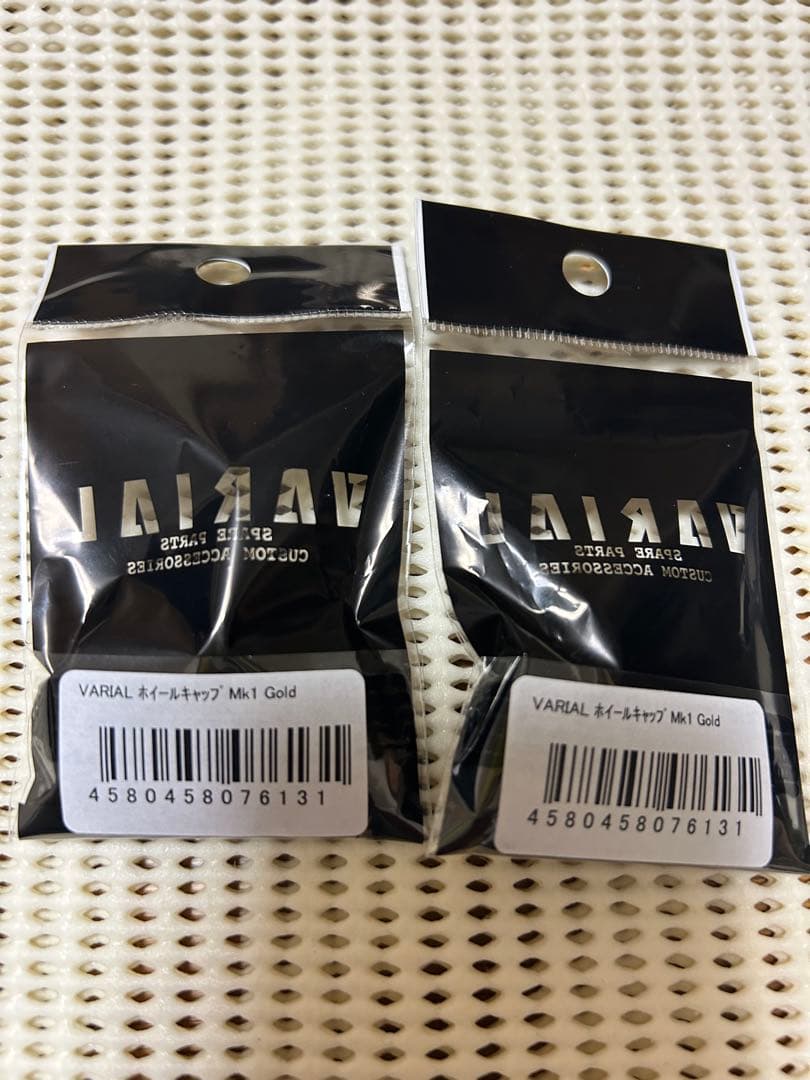 VARIAL
SPARE PARTS
CUSTOM ACCESSORIES
VARIAL ﾎｲｰﾙｷｬｯﾌﾟ Mk1 Gold
4580458076131
VARIAL
SPARE PARTS
CUSTOM ACCESSORIES
VARIAL ﾎｲｰﾙｷｬｯﾌﾟ Mk1 Gold
4580458076131